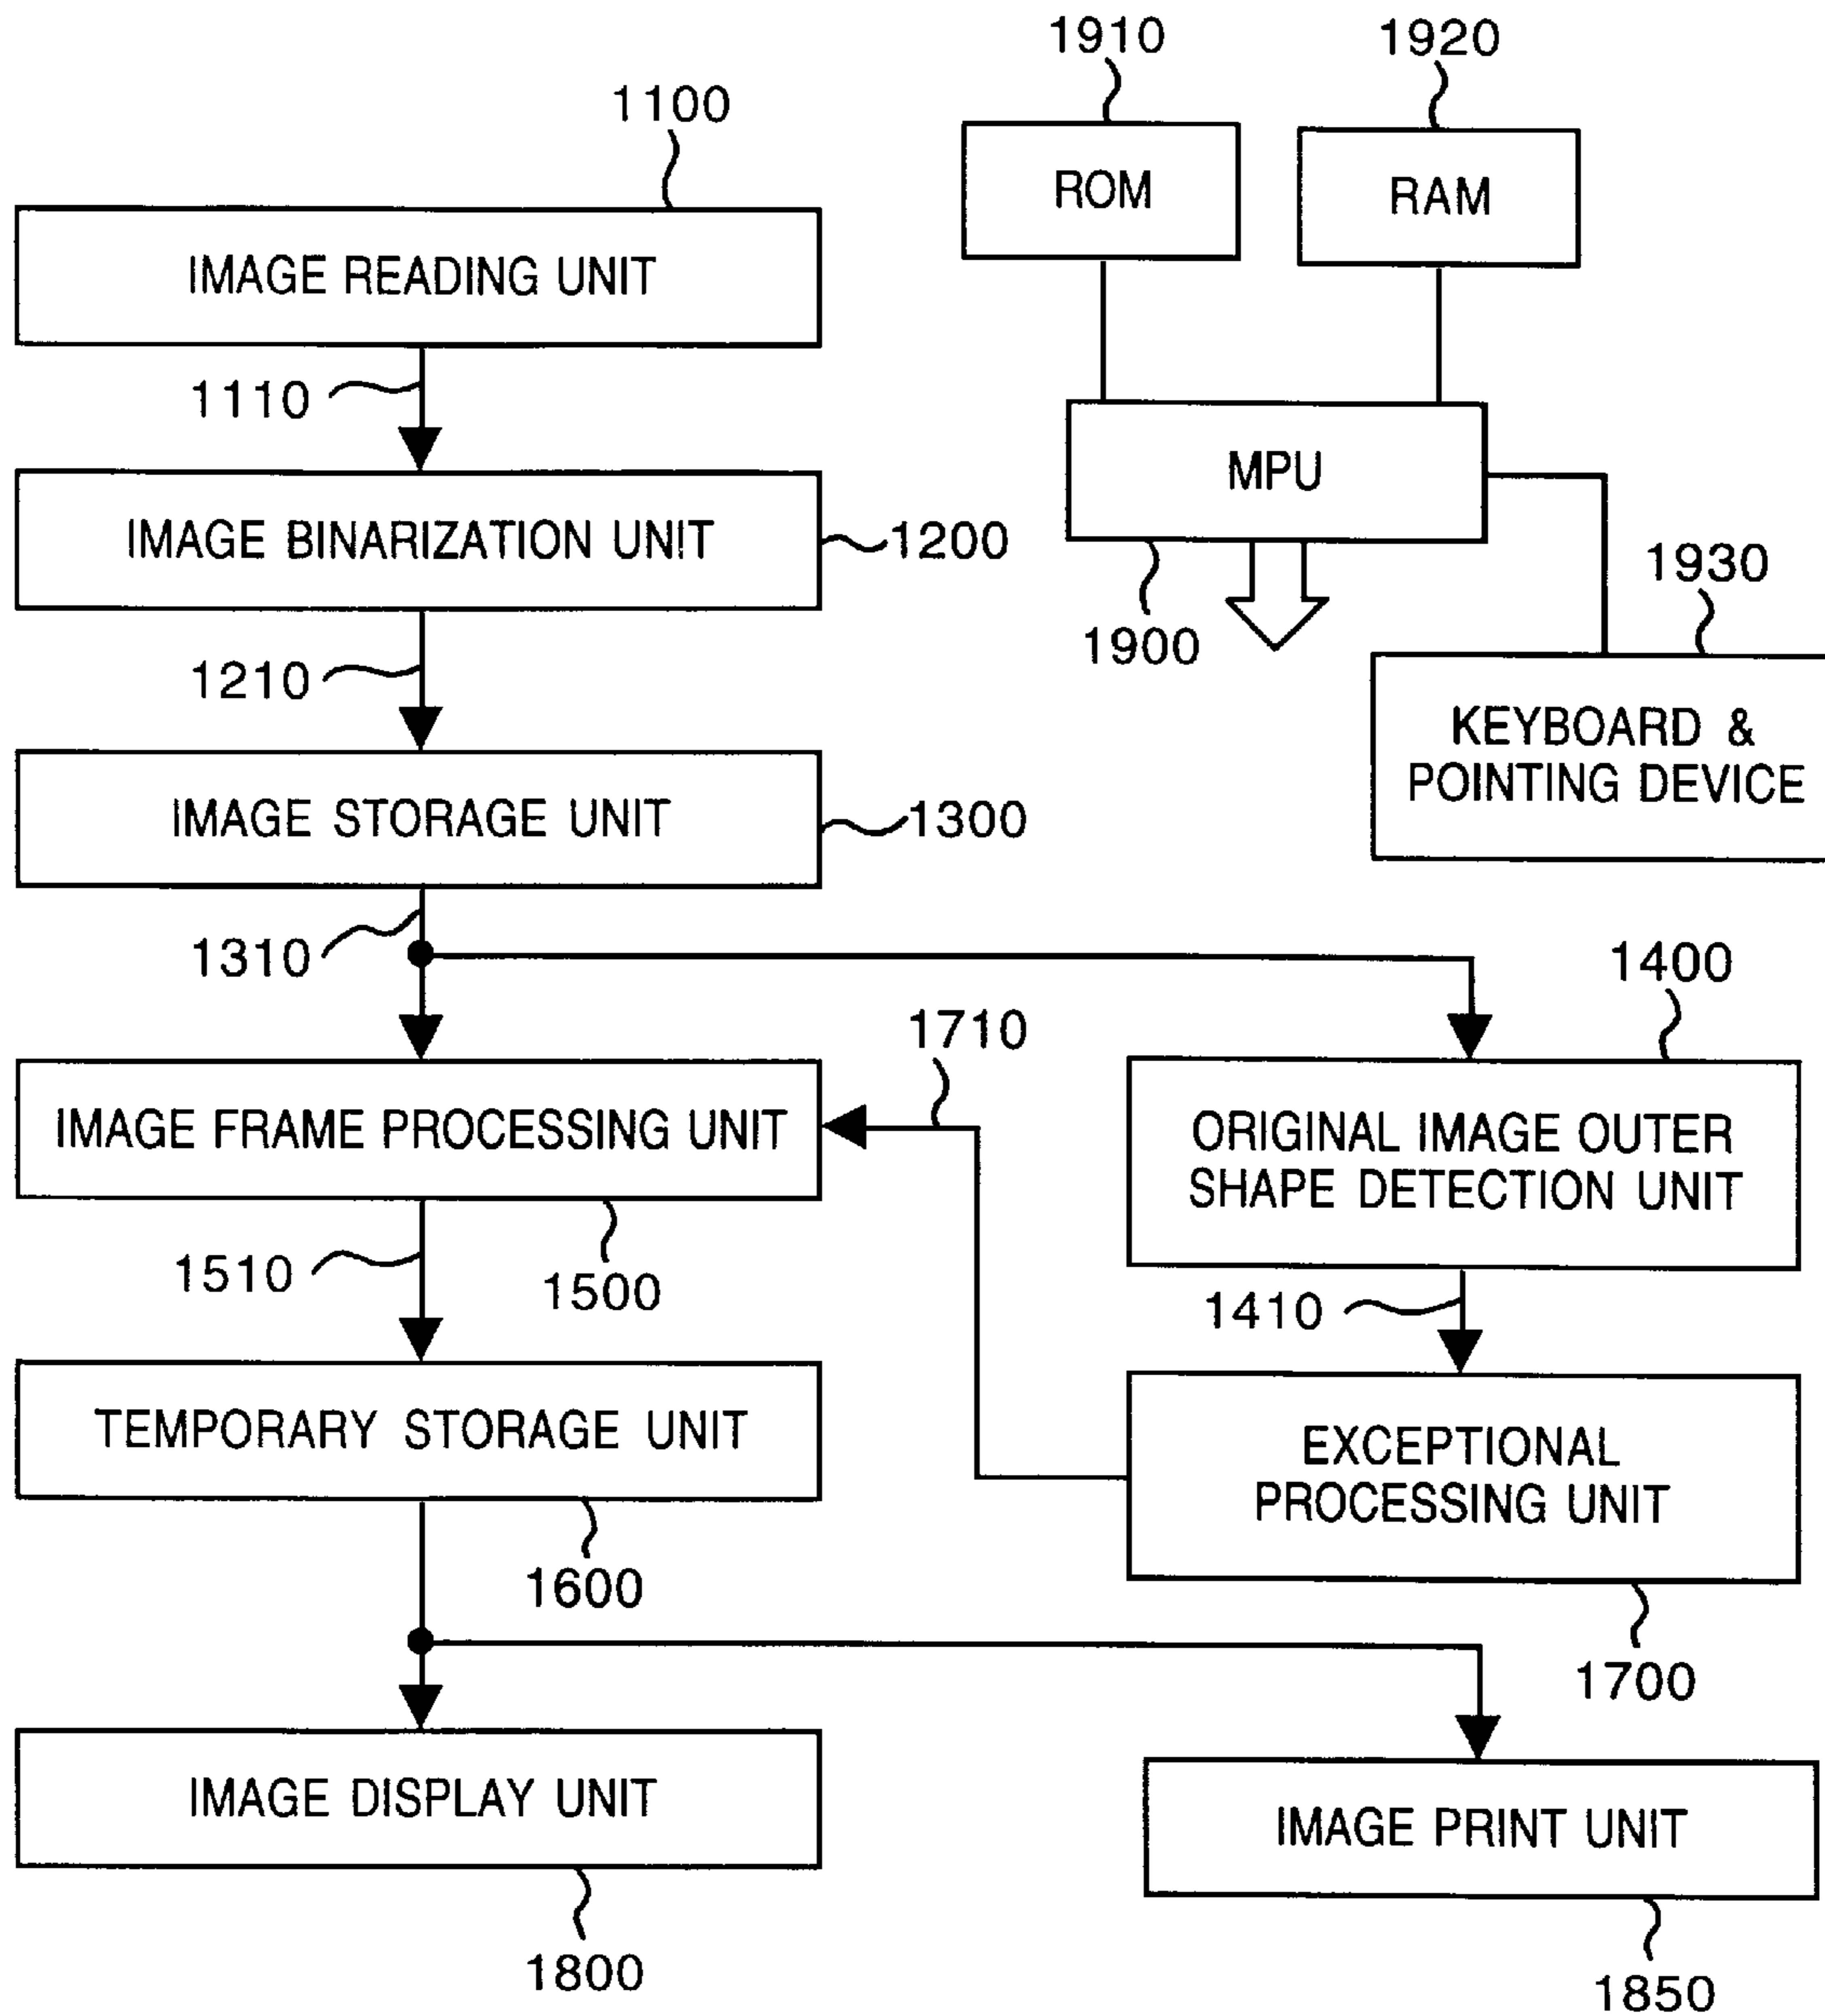 1910
1920
1100
ROM
RAM
IMAGE READING UNIT
1110
MPU
IMAGE BINARIZATION UNIT
1200
1930
1900
1210
KEYBOARD &
POINTING DEVICE
IMAGE STORAGE UNIT
1300
1310
1400
1710
IMAGE FRAME PROCESSING UNIT
ORIGINAL IMAGE OUTER
SHAPE DETECTION UNIT
1510
1500
1410
TEMPORARY STORAGE UNIT
EXCEPTIONAL
PROCESSING UNIT
1600
1700
IMAGE DISPLAY UNIT
IMAGE PRINT UNIT
1800
1850